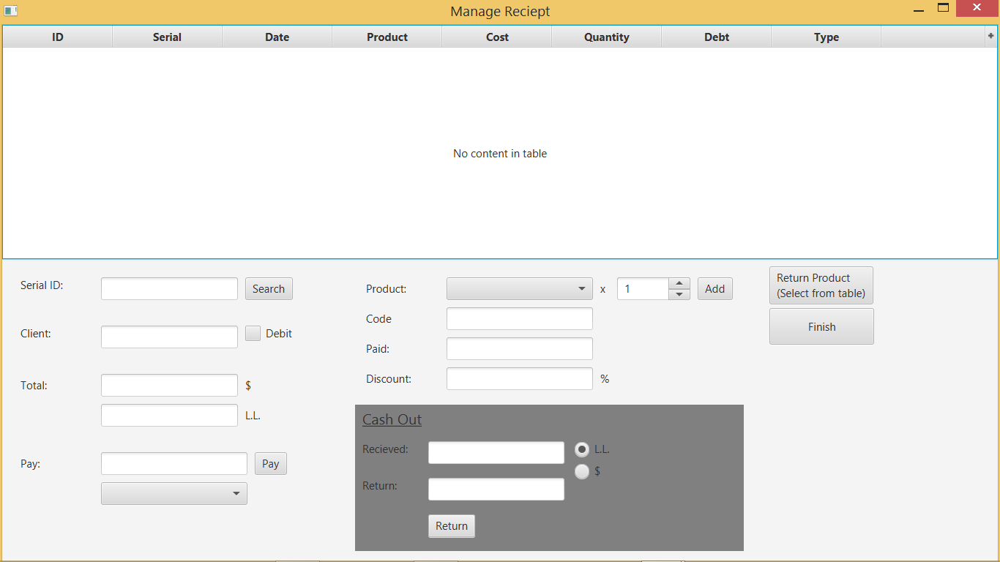 Manage Reciept
ID Serial Date Product Cost Quantity Debt Type +
No content in table
Serial ID: Search
Client: Debit
Total: $
L.L.
Pay: Pay
Product: x 1 Add
Code
Paid:
Discount: %
Cash Out
Recieved: L.L.
$
Return:
Return
Return Product
(Select from table)
Finish